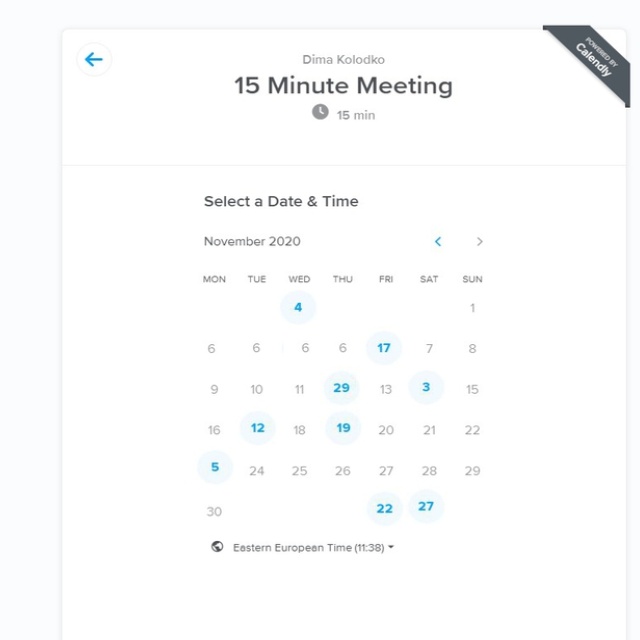 POWERED BY
Calendly
Dima Kolodko
15 Minute Meeting
15 min
Select a Date & Time
November 2020
MON TUE WED THU FRI SAT SUN
4 1
6 6 6 6 17 7 8
9 10 11 29 13 3 15
16 12 18 19 20 21 22
5 24 25 26 27 28 29
30 22 27
Eastern European Time (11:38)